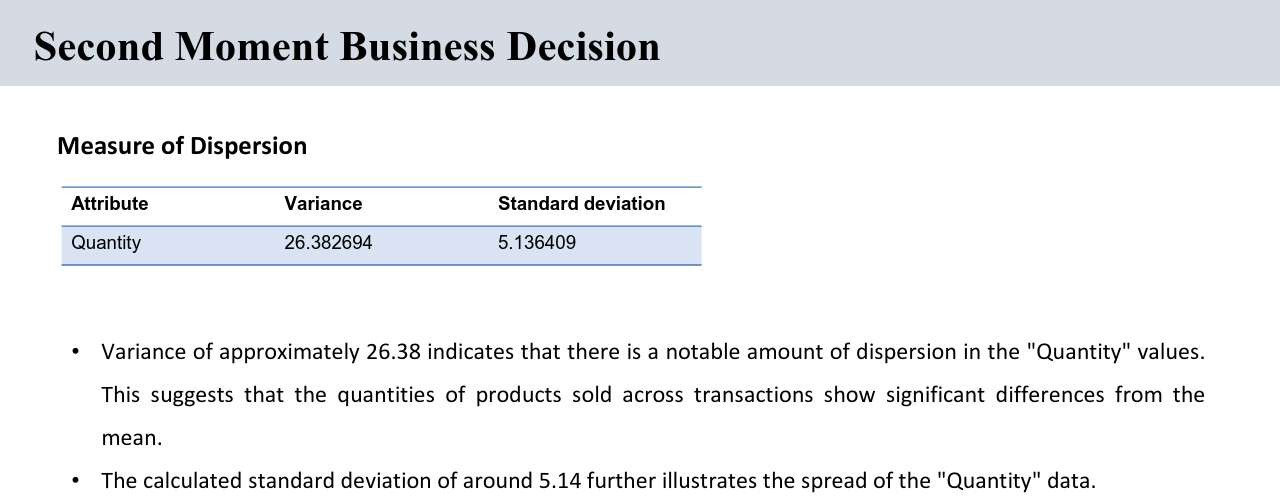 Second Moment Business Decision
Measure of Dispersion
Attribute Variance Standard deviation
Quantity 26.382694 5.136409
• Variance of approximately 26.38 indicates that there is a notable amount of dispersion in the "Quantity" values.
This suggests that the quantities of products sold across transactions show significant differences from the
mean.
• The calculated standard deviation of around 5.14 further illustrates the spread of the "Quantity" data.